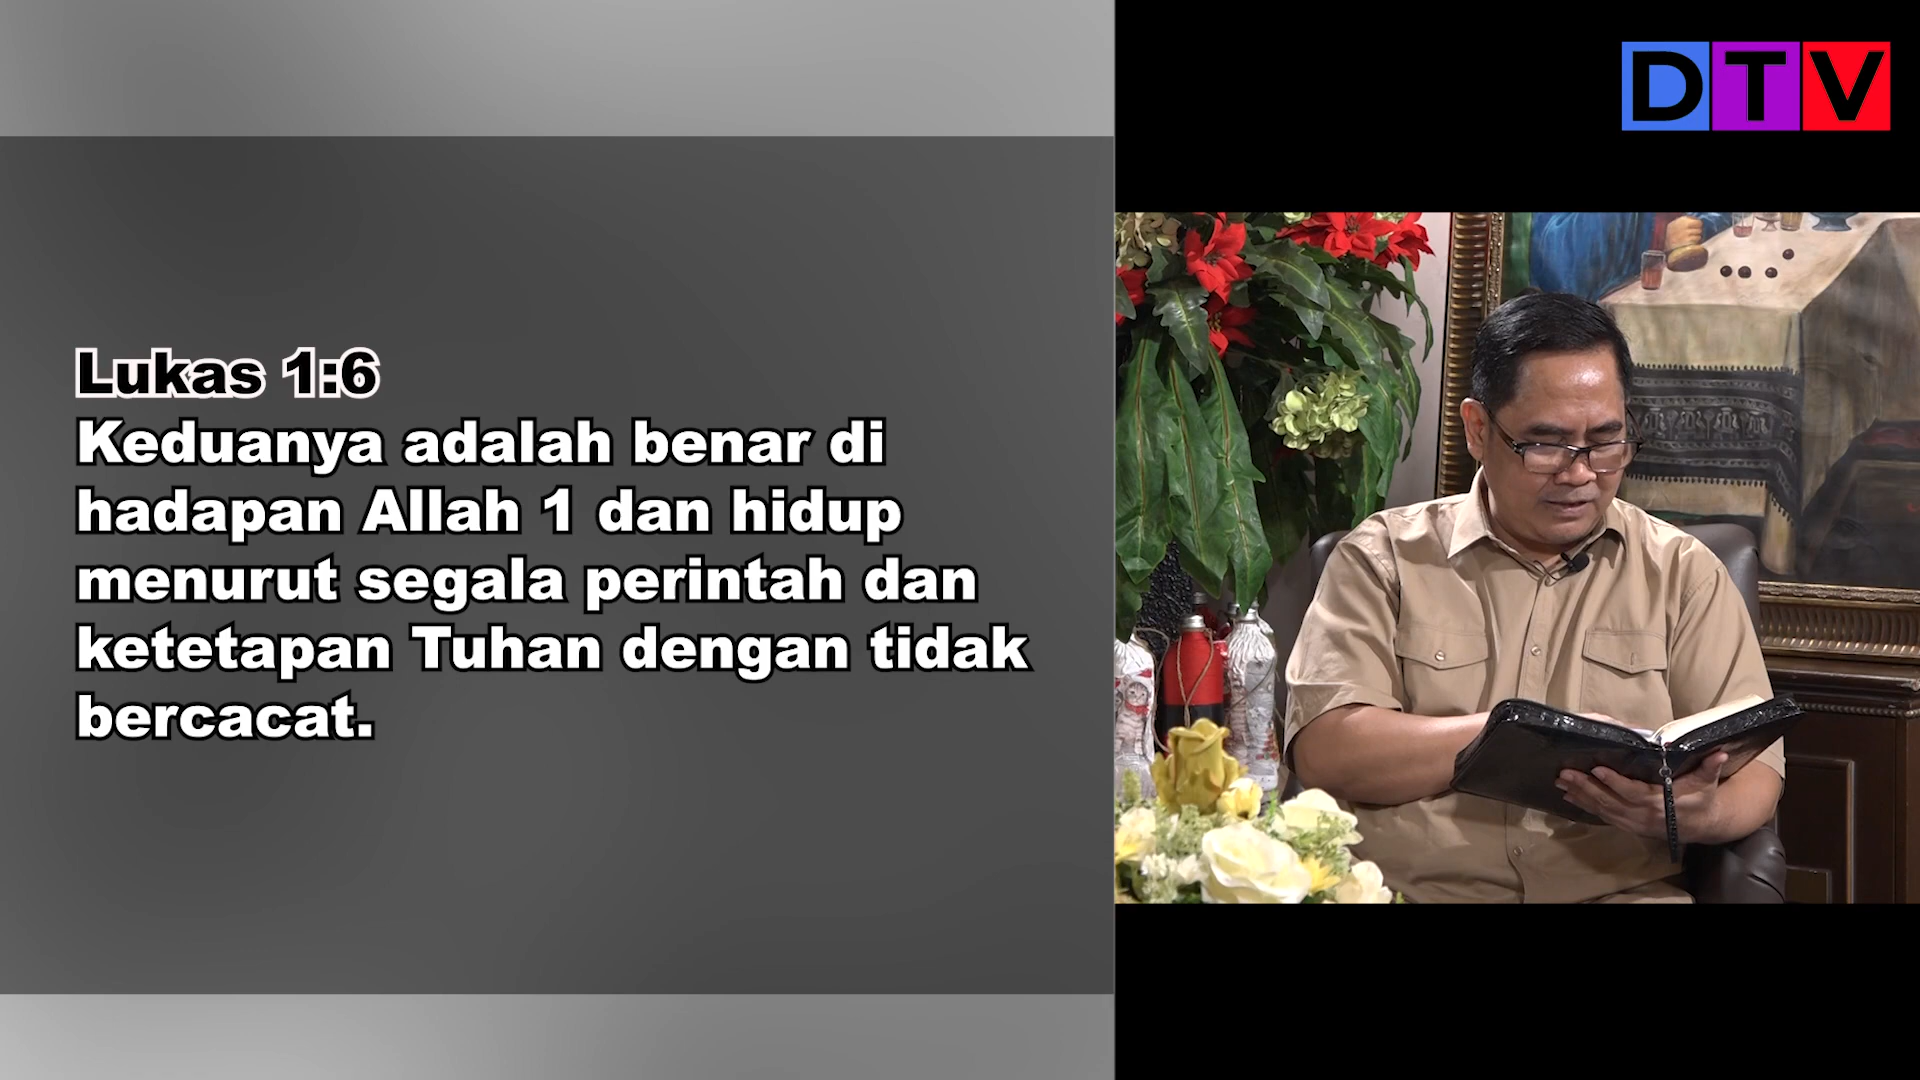 Lukas 1:6
Keduanya adalah benar di
hadapan Allah 1 dan hidup
menurut segala perintah dan
ketetapan Tuhan dengan tidak
bercacat.
DTV